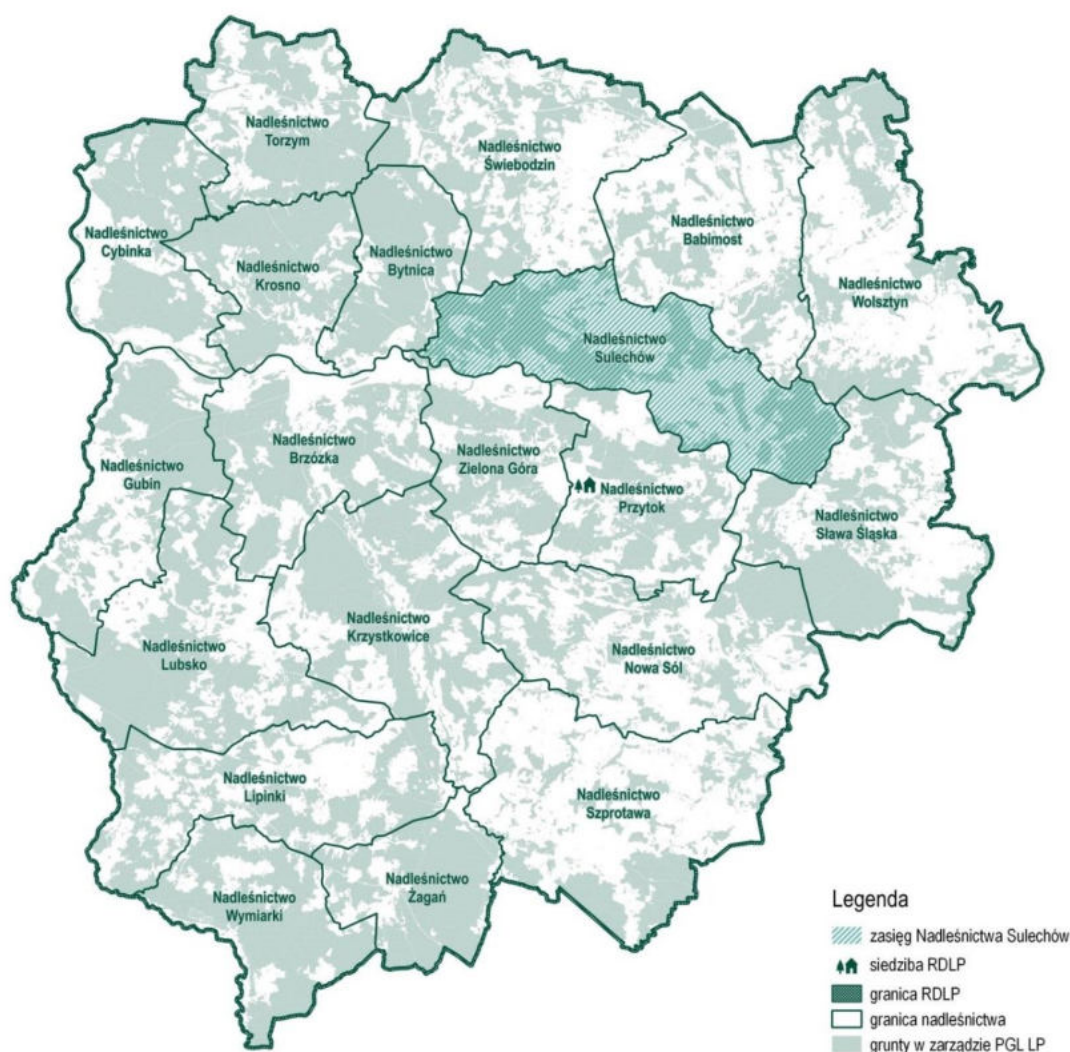 Nadleśnictwo
Torzym
Nadleśnictwo
Świebodzin
Nadleśnictwo
Babimost
Nadleśnictwo
Cybinka
Nadleśnictwo
Krosno
Nadleśnictwo
Bytnica
Nadleśnictwo
Wolsztyn
Nadleśnictwo
Sulechów
Nadleśnictwo
Gubin
Nadleśnictwo
Brzózka
Nadleśnictwo
Zielona Góra
Nadleśnictwo
Przytok
Nadleśnictwo
Sława Śląska
Nadleśnictwo
Lubsko
Nadleśnictwo
Krzystkowice
Nadleśnictwo
Nowa Sól
Nadleśnictwo
Lipinki
Nadleśnictwo
Szprotawa
Nadleśnictwo
Wymiarki
Nadleśnictwo
Żagań
Legenda
zasięg Nadleśnictwa Sulechów
siedziba RDLP
granica RDLP
granica nadleśnictwa
grunty w zarządzie PGL LP